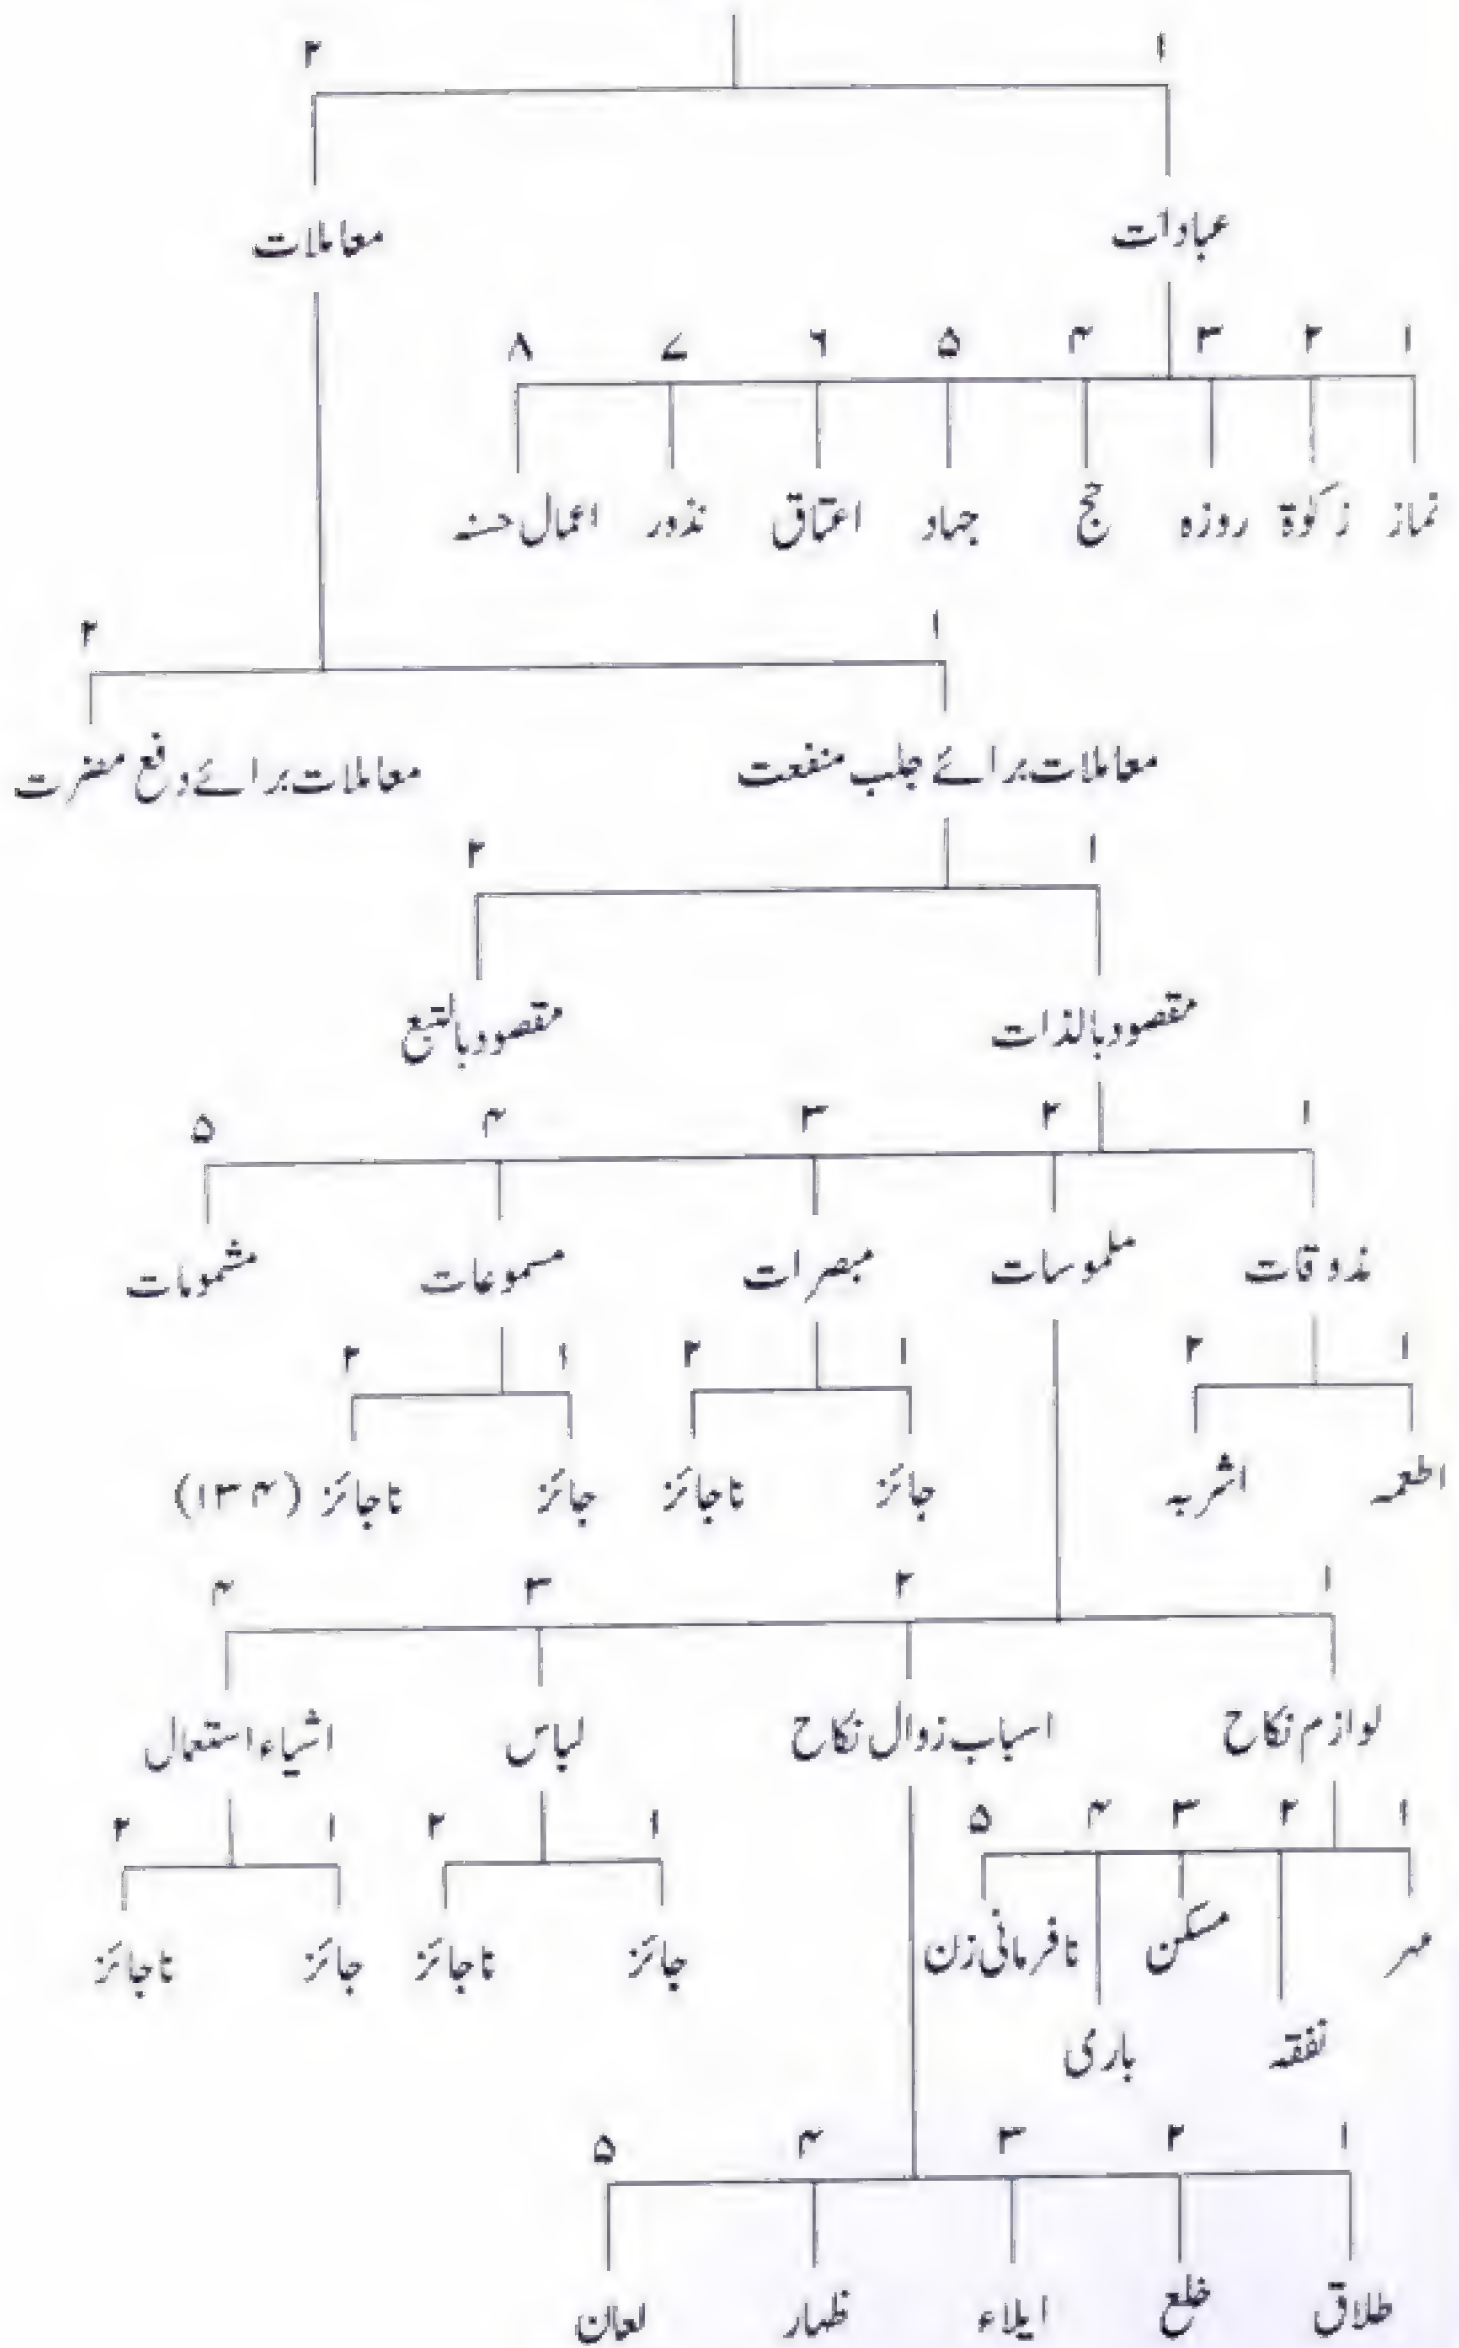 ۱ ۲
عبادات معاملات
۱ ۲ ۳ ۴ ۵ ۶ ۷ ۸
نماز زکوٰۃ روزہ حج جہاد اعتاق نذور اعمال حسنہ
۱ ۲
معاملات برائے جلب منفعت معاملات برائے دفع مضرت
۱ ۲
مقصود بالذات مقصود بالتبع
۱ ۲ ۳ ۴ ۵
مذوقات ملموسات مبصرات مسموعات مشمومات
۱ ۲ ۱ ۲ ۱ ۲
اطعمہ اشربہ جائز ناجائز جائز ناجائز (۱۳۴)
۱ ۲ ۳ ۴
لوازم نکاح اسباب زوال نکاح لباس اشیاء استعمال
۱ ۲ ۳ ۴ ۵ ۱ ۲ ۱ ۲
مہر مسکن نافرمانی زن جائز ناجائز جائز ناجائز
نفقہ باری
۱ ۲ ۳ ۴ ۵
طلاق خلع ایلاء ظہار لعان